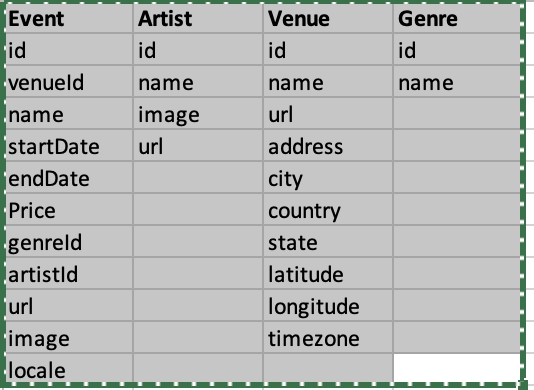 Event Artist Venue Genre
id id id id
venueId name name name
name image url
startDate url address
endDate city
Price country
genreId state
artistId latitude
url longitude
image timezone
locale